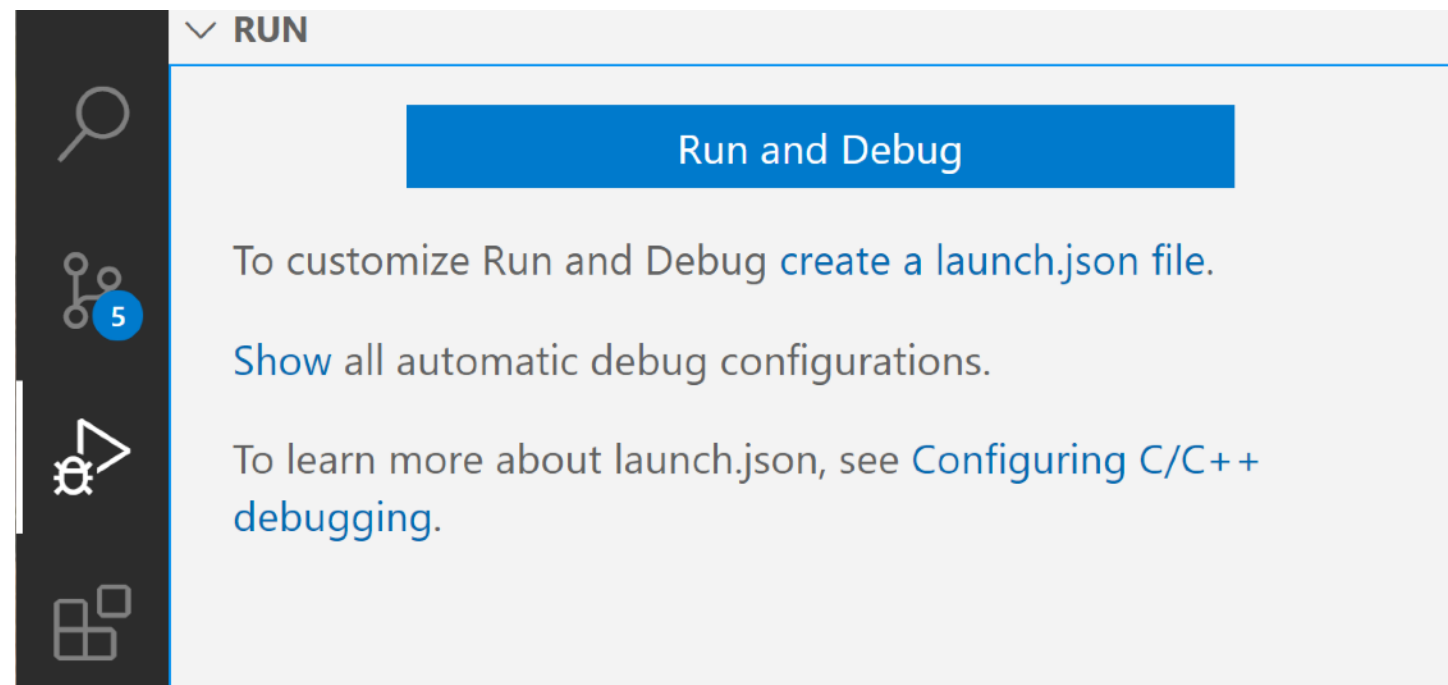 RUN
Run and Debug
To customize Run and Debug create a launch.json file.
5
Show all automatic debug configurations.
To learn more about launch.json, see Configuring C/C++
debugging.